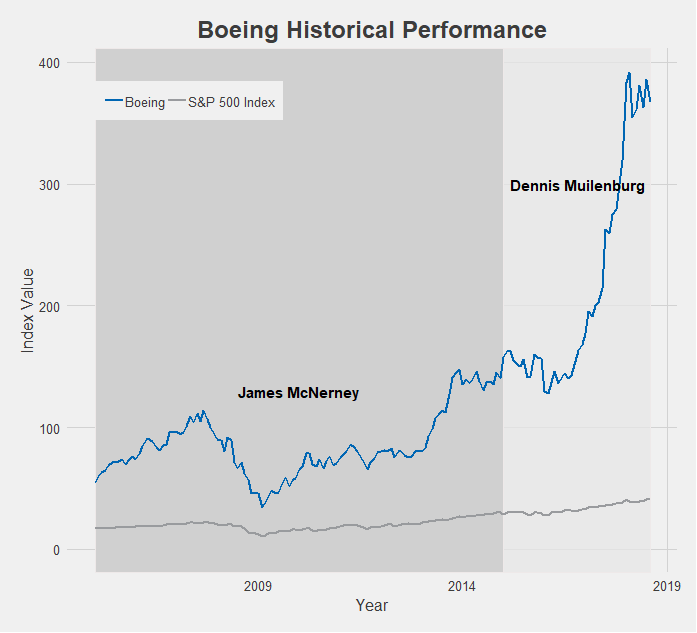 Boeing Historical Performance
400
Boeing S&P 500 Index
300
Dennis Muilenburg
Index Value
200
James McNerney
100
0
2009 2014 2019
Year